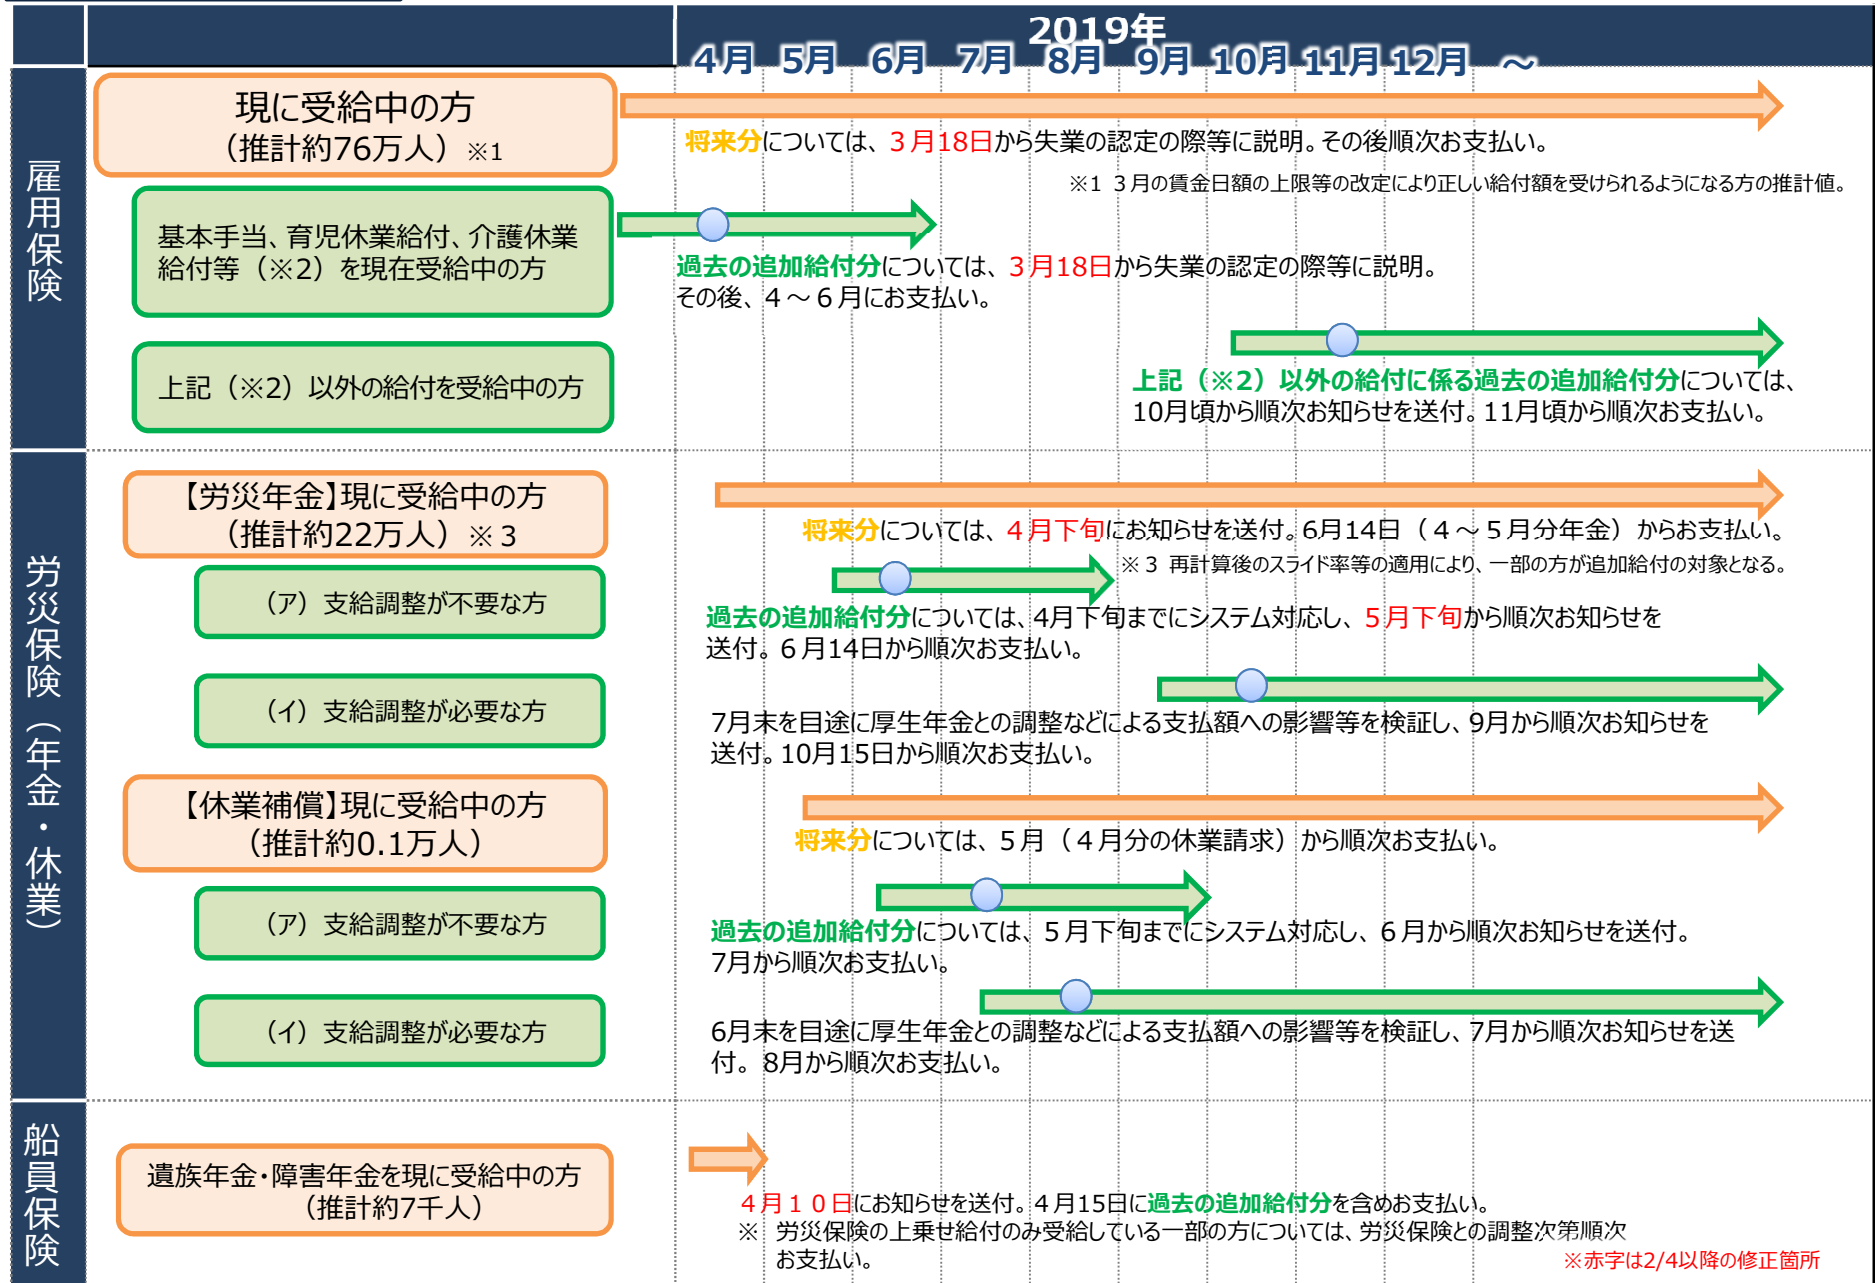 2019年
4月 5月 6月 7月 8月 9月 10月 11月 12月 ～
雇用保険
現に受給中の方
（推計約76万人）※1
将来分については、３月18日から失業の認定の際等に説明。その後順次お支払い。
※1 ３月の賃金日額の上限等の改定により正しい給付額を受けられるようになる方の推計値。
基本手当、育児休業給付、介護休業
給付等（※2）を現在受給中の方
過去の追加給付分については、３月18日から失業の認定の際等に説明。
その後、４～６月にお支払い。
上記（※2）以外の給付を受給中の方
上記（※2）以外の給付に係る過去の追加給付分については、
10月頃から順次お知らせを送付。11月頃から順次お支払い。
労災保険（年金・休業）
【労災年金】現に受給中の方
（推計約22万人）※３
将来分については、４月下旬にお知らせを送付。6月14日（４～５月分年金）からお支払い。
※３ 再計算後のスライド率等の適用により、一部の方が追加給付の対象となる。
（ア）支給調整が不要な方
過去の追加給付分については、4月下旬までにシステム対応し、５月下旬から順次お知らせを
送付。６月14日から順次お支払い。
（イ）支給調整が必要な方
7月末を目途に厚生年金との調整などによる支払額への影響等を検証し、9月から順次お知らせを
送付。10月15日から順次お支払い。
【休業補償】現に受給中の方
（推計約0.1万人）
将来分については、５月（４月分の休業請求）から順次お支払い。
（ア）支給調整が不要な方
過去の追加給付分については、５月下旬までにシステム対応し、６月から順次お知らせを送付。
7月から順次お支払い。
（イ）支給調整が必要な方
6月末を目途に厚生年金との調整などによる支払額への影響等を検証し、7月から順次お知らせを送
付。8月から順次お支払い。
船員保険
遺族年金・障害年金を現に受給中の方
（推計約7千人）
４月１０日にお知らせを送付。４月15日に過去の追加給付分を含めお支払い。
※ 労災保険の上乗せ給付のみ受給している一部の方については、労災保険との調整次第順次
お支払い。
※赤字は2/4以降の修正箇所